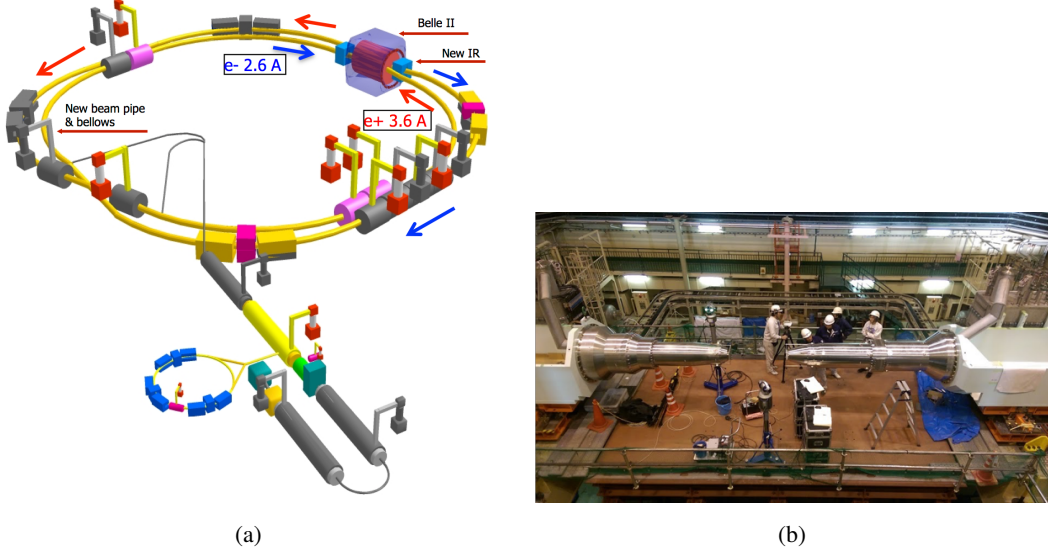 Belle II
New IR
e- 2.6 A
e+ 3.6 A
New beam pipe
& bellows
(a)
(b)